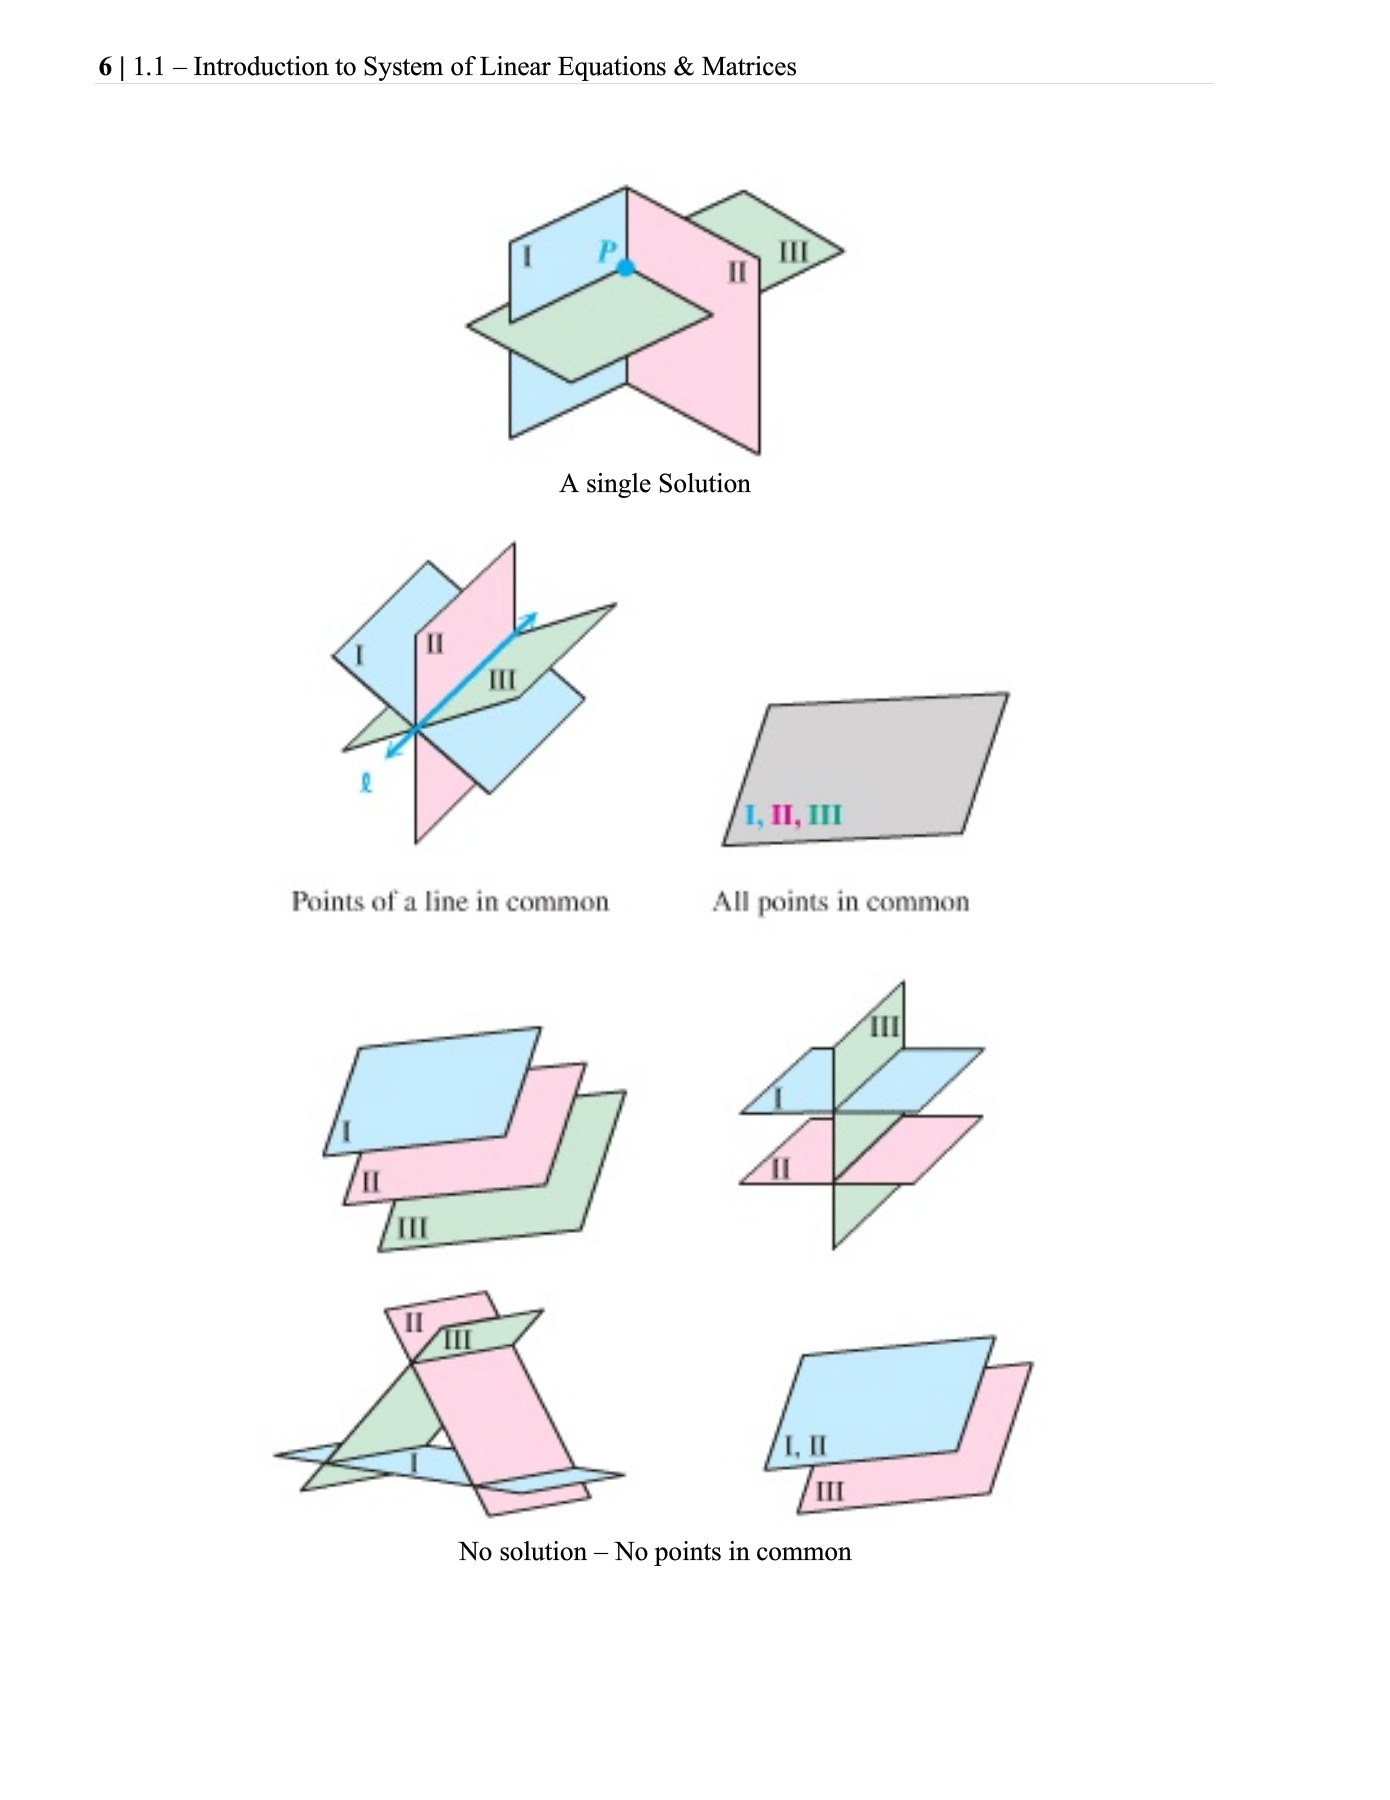 6 | 1.1 – Introduction to System of Linear Equations & Matrices
I
P
II
III
A single Solution
I
II
III
ℓ
I, II, III
Points of a line in common
All points in common
I
II
III
III
I
II
II
III
I
I, II
III
No solution – No points in common